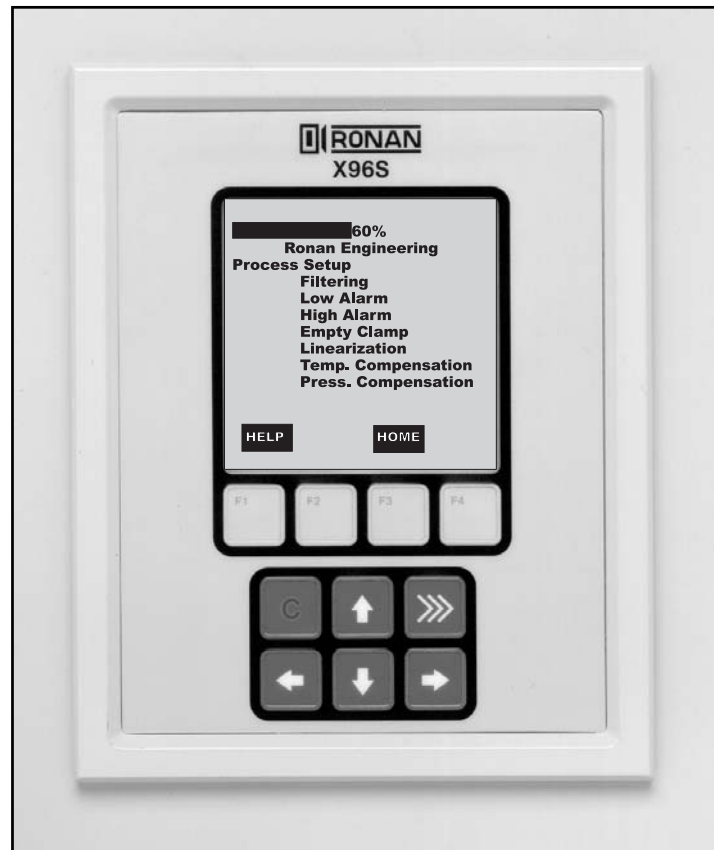 RONAN
X96S
60%
Ronan Engineering
Process Setup
Filtering
Low Alarm
High Alarm
Empty Clamp
Linearization
Temp. Compensation
Press. Compensation
HELP HOME
F1 F2 F3 F4
C